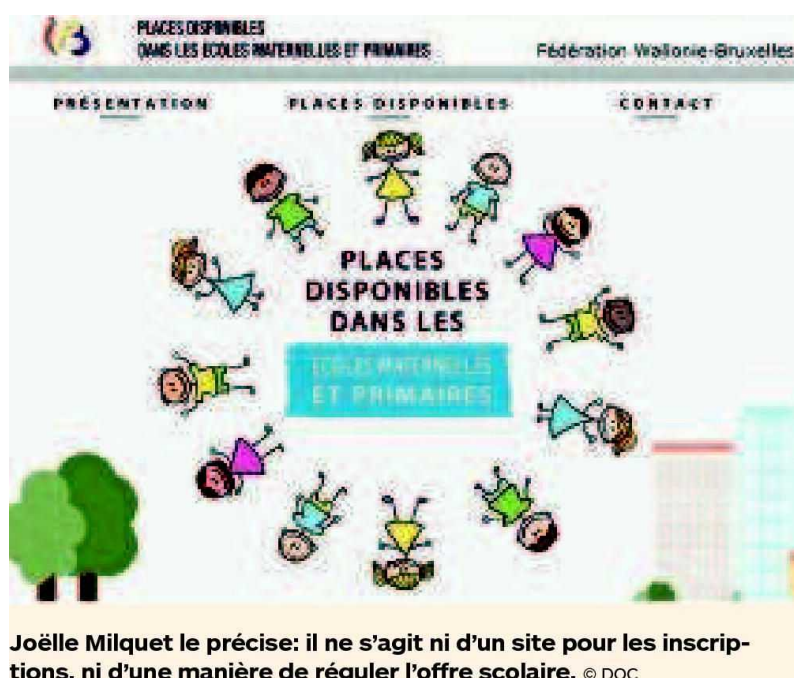 PLACES DISPONIBLES
DANS LES ECOLES MATERNELLES ET PRIMAIRES
Fédération Wallonie-Bruxelles
PRÉSENTATION PLACES DISPONIBLES CONTACT
PLACES
DISPONIBLES
DANS LES
ECOLES MATERNELLES
ET PRIMAIRES
Joëlle Milquet le précise: il ne s’agit ni d’un site pour les inscrip-
tions, ni d’une manière de réguler l’offre scolaire. © DOC